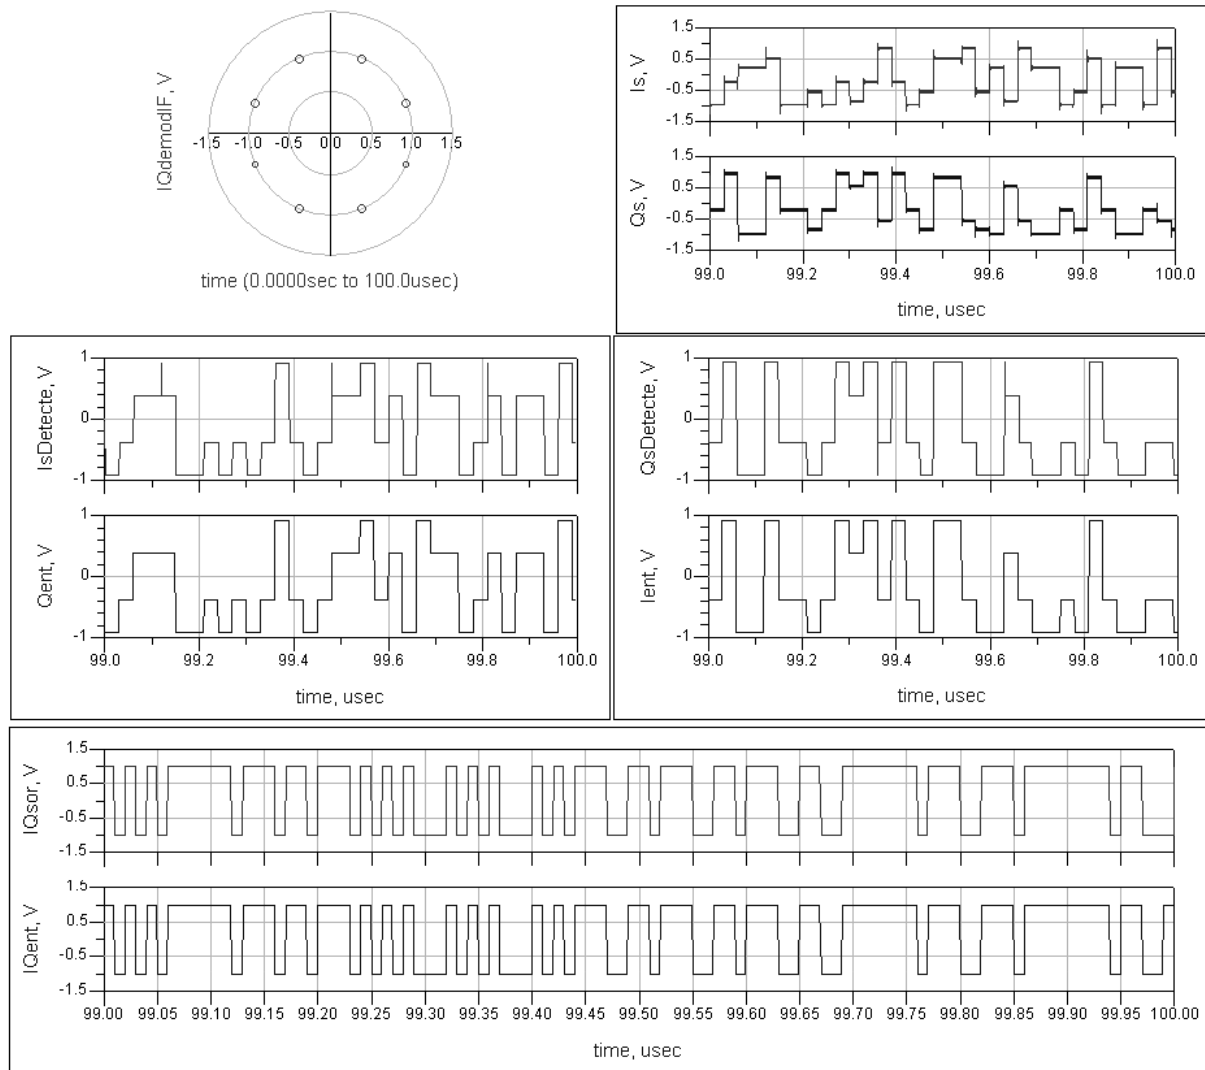 IQdemodIF, V
-1.5 -1.0 -0.5 0.0 0.5 1.0 1.5
time (0.0000sec to 100.0usec)
Is, V
1.5
0.5
-0.5
-1.5
Qs, V
1.5
0.5
-0.5
-1.5
99.0 99.2 99.4 99.6 99.8 100.0
time, usec
IsDetecte, V
1
0
-1
Qent, V
1
0
-1
99.0 99.2 99.4 99.6 99.8 100.0
time, usec
QsDetecte, V
1
0
-1
Ient, V
1
0
-1
99.0 99.2 99.4 99.6 99.8 100.0
time, usec
IQsor, V
1.5
0.5
-0.5
-1.5
IQent, V
1.5
0.5
-0.5
-1.5
99.00 99.05 99.10 99.15 99.20 99.25 99.30 99.35 99.40 99.45 99.50 99.55 99.60 99.65 99.70 99.75 99.80 99.85 99.90 99.95 100.00
time, usec